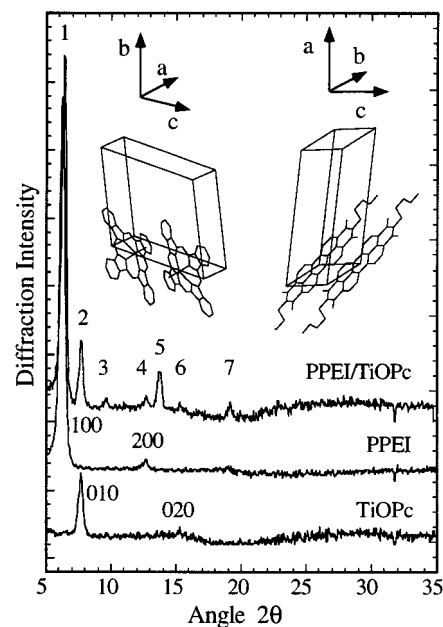 1
b
a
c
a
b
c
Diffraction Intensity
2
3
4
5
6
7
PPEI/TiOPc
100
200
PPEI
010
020
TiOPc
5
10
15
20
25
30
35
Angle 2θ